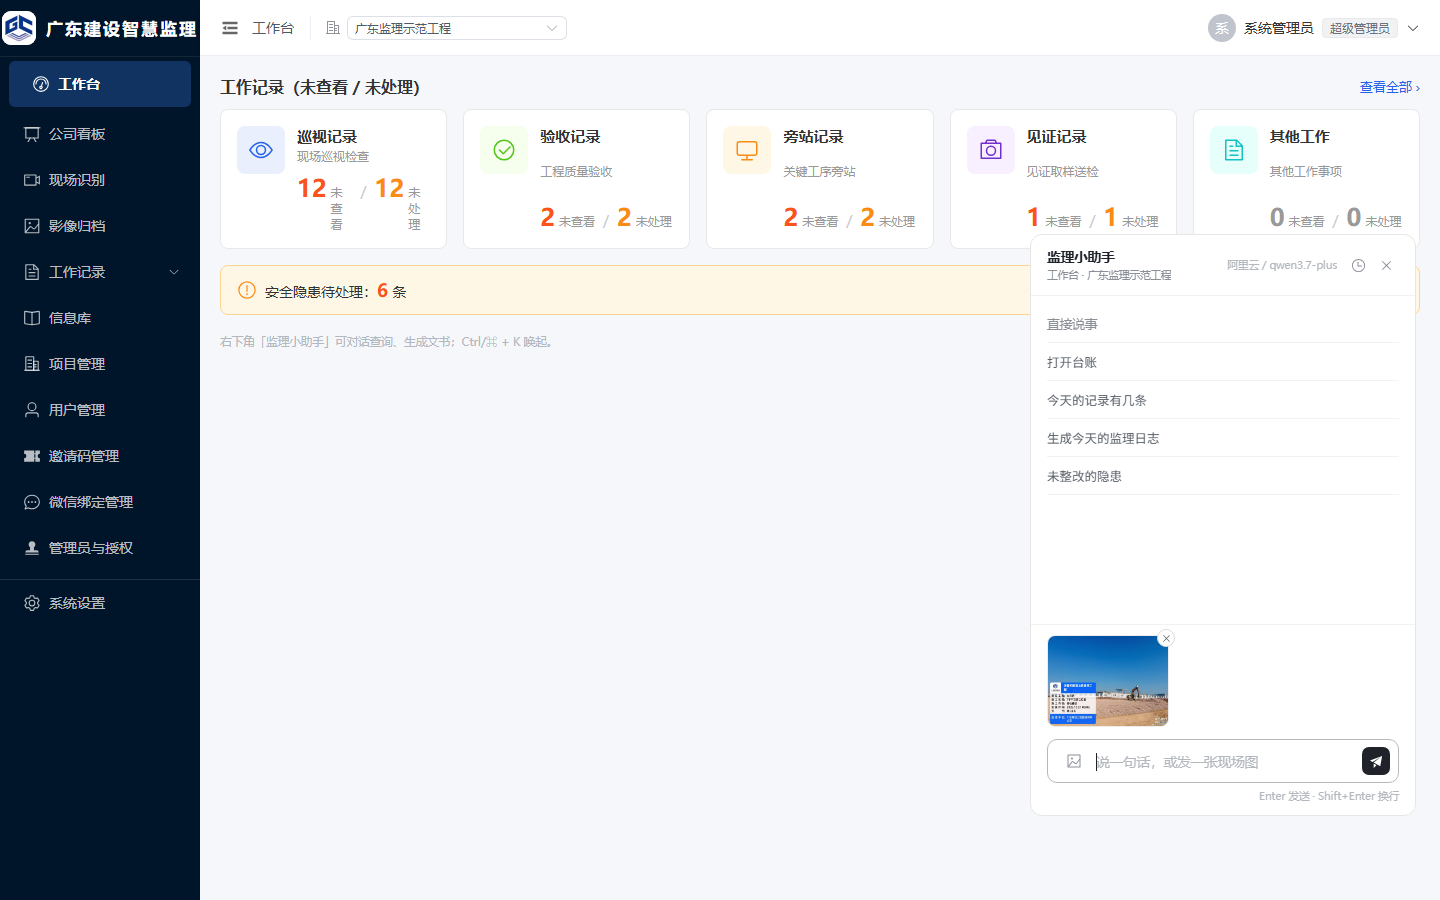 广东建设智慧监理
工作台
公司看板
现场识别
影像归档
工作记录
信息库
项目管理
用户管理
邀请码管理
微信绑定管理
管理员与授权
系统设置
工作台
广东监理示范工程
系
系统管理员
超级管理员
工作记录（未查看 / 未处理）
查看全部 ›
巡视记录
现场巡视检查
12 未查看 / 12 未处理
验收记录
工程质量验收
2 未查看 / 2 未处理
旁站记录
关键工序旁站
2 未查看 / 2 未处理
见证记录
见证取样送检
1 未查看 / 1 未处理
其他工作
其他工作事项
0 未查看 / 0 未处理
安全隐患待处理：6 条
右下角「监理小助手」可对话查询、生成文书；Ctrl/⌘ + K 唤起。
监理小助手
工作台 · 广东监理示范工程
阿里云 / qwen3.7-plus
直接说事
打开台账
今天的记录有几条
生成今天的监理日志
未整改的隐患
说一句话，或发一张现场图
Enter 发送 · Shift+Enter 换行